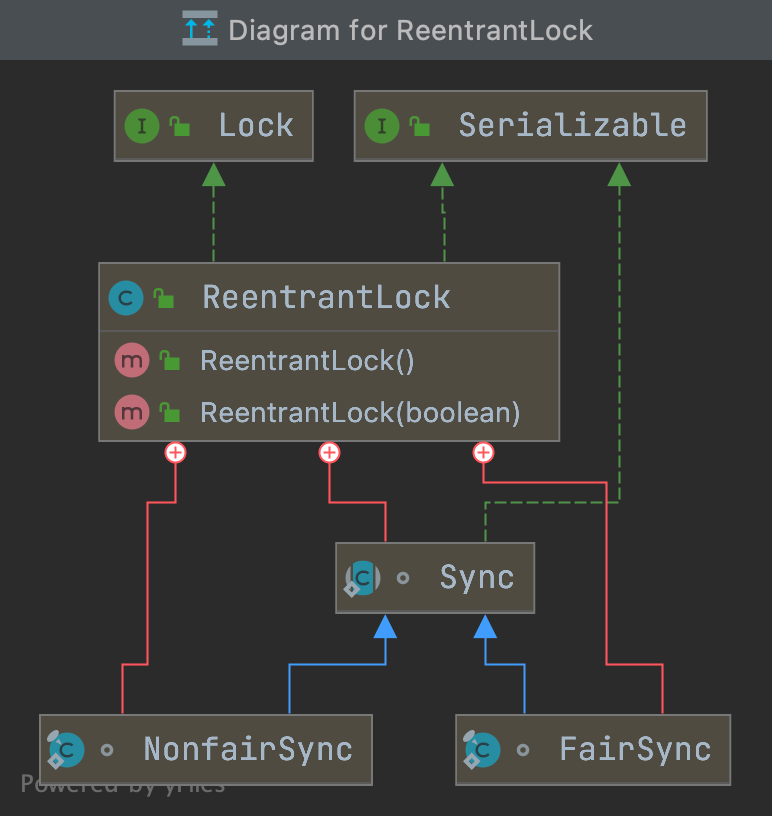 Diagram for ReentrantLock
I Lock
I Serializable
C ReentrantLock
m ReentrantLock()
m ReentrantLock(boolean)
C Sync
C NonfairSync
C FairSync
Powered by yFiles